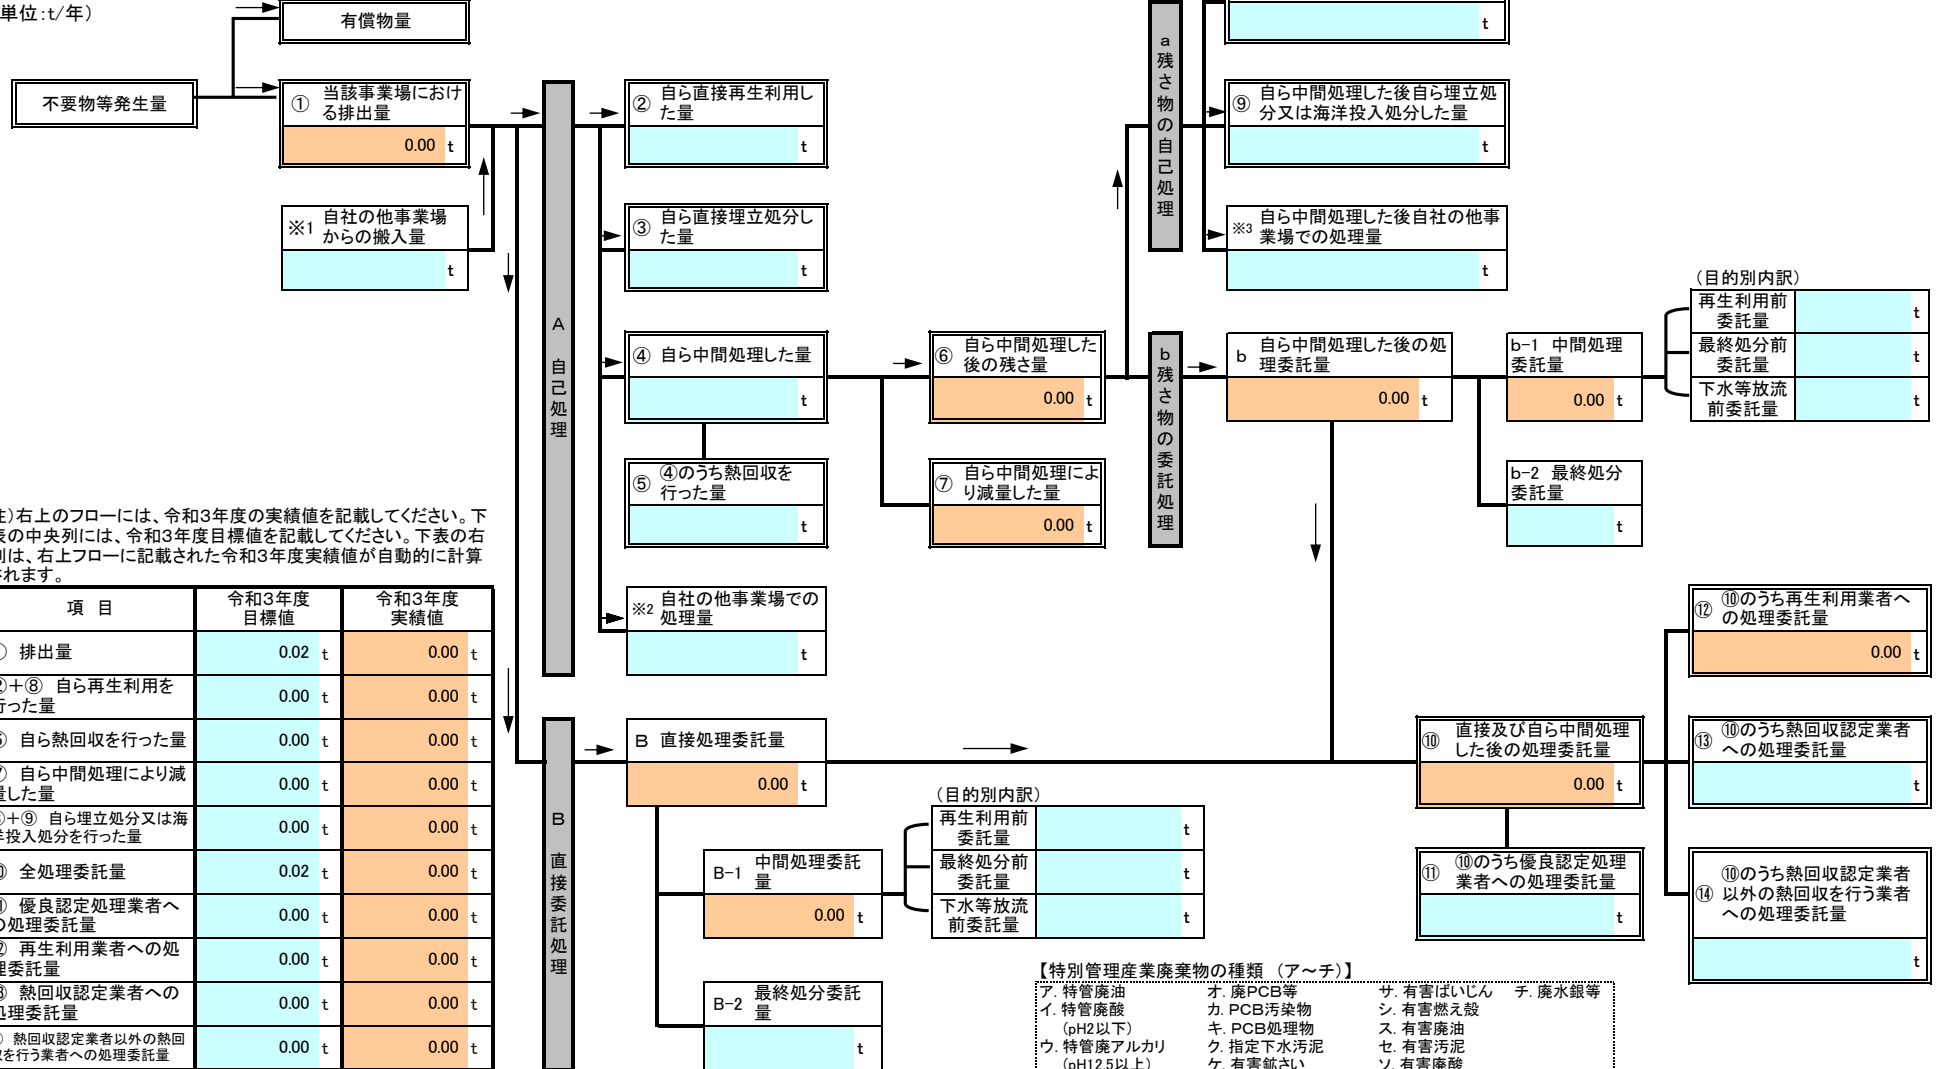 単位:t/年）
有償物量
不要物等発生量
① 当該事業場におけ
る排出量
0.00 t
※1 自社の他事業場
からの搬入量
t
A 自己処理
② 自ら直接再生利用し
た量
t
③ 自ら直接埋立処分し
た量
t
④ 自ら中間処理した量
t
⑤ ④のうち熱回収を
行った量
t
※2 自社の他事業場での
処理量
t
⑥ 自ら中間処理した
後の残さ量
0.00 t
⑦ 自ら中間処理によ
り減量した量
0.00 t
a 残さ物の自己処理
t
⑨ 自ら中間処理した後自ら埋立処
分又は海洋投入処分した量
t
※3 自ら中間処理した後自社の他事
業場での処理量
t
b 残さ物の委託処理
b 自ら中間処理した後の処
理委託量
0.00 t
b-1 中間処理
委託量
0.00 t
b-2 最終処分
委託量
t
（目的別内訳）
再生利用前
委託量
t
最終処分前
委託量
t
下水等放流
前委託量
t
注）右上のフローには、令和3年度の実績値を記載してください。下
表の中央列には、令和3年度目標値を記載してください。下表の右
列は、右上フローに記載された令和3年度実績値が自動的に計算
されます。
項 目 令和3年度
目標値 令和3年度
実績値
① 排出量 0.02 t 0.00 t
②＋⑧ 自ら再生利用を
行った量 0.00 t 0.00 t
⑤ 自ら熱回収を行った量 0.00 t 0.00 t
⑦ 自ら中間処理により減
量した量 0.00 t 0.00 t
③＋⑨ 自ら埋立処分又は海
洋投入処分を行った量 0.00 t 0.00 t
⑩ 全処理委託量 0.02 t 0.00 t
⑪ 優良認定処理業者へ
の処理委託量 0.00 t 0.00 t
⑫ 再生利用業者への処
理委託量 0.00 t 0.00 t
⑬ 熱回収認定業者への
処理委託量 0.00 t 0.00 t
⑭ 熱回収認定業者以外の熱回
収を行う業者への処理委託量 0.00 t 0.00 t
B 直接委託処理
B 直接処理委託量
0.00 t
B-1 中間処理委託
量
0.00 t
B-2 最終処分委託
量
t
（目的別内訳）
再生利用前
委託量
t
最終処分前
委託量
t
下水等放流
前委託量
t
⑩ 直接及び自ら中間処理
した後の処理委託量
0.00 t
⑪ ⑩のうち優良認定処理
業者への処理委託量
t
⑫ ⑩のうち再生利用業者へ
の処理委託量
0.00 t
⑬ ⑩のうち熱回収認定業者
への処理委託量
t
⑭ ⑩のうち熱回収認定業者
以外の熱回収を行う業者
への処理委託量
t
【特別管理産業廃棄物の種類 （ア～チ）】
ア. 特管廃油 オ. 廃PCB等 サ. 有害ばいじん チ. 廃水銀等
イ. 特管廃酸 カ. PCB汚染物 シ. 有害燃え殻
（pH2以下） キ. PCB処理物 ス. 有害廃油
ウ. 特管廃アルカリ ク. 指定下水汚泥 セ. 有害汚泥
（pH12.5以上） ケ. 有害鉱さい ソ. 有害廃酸